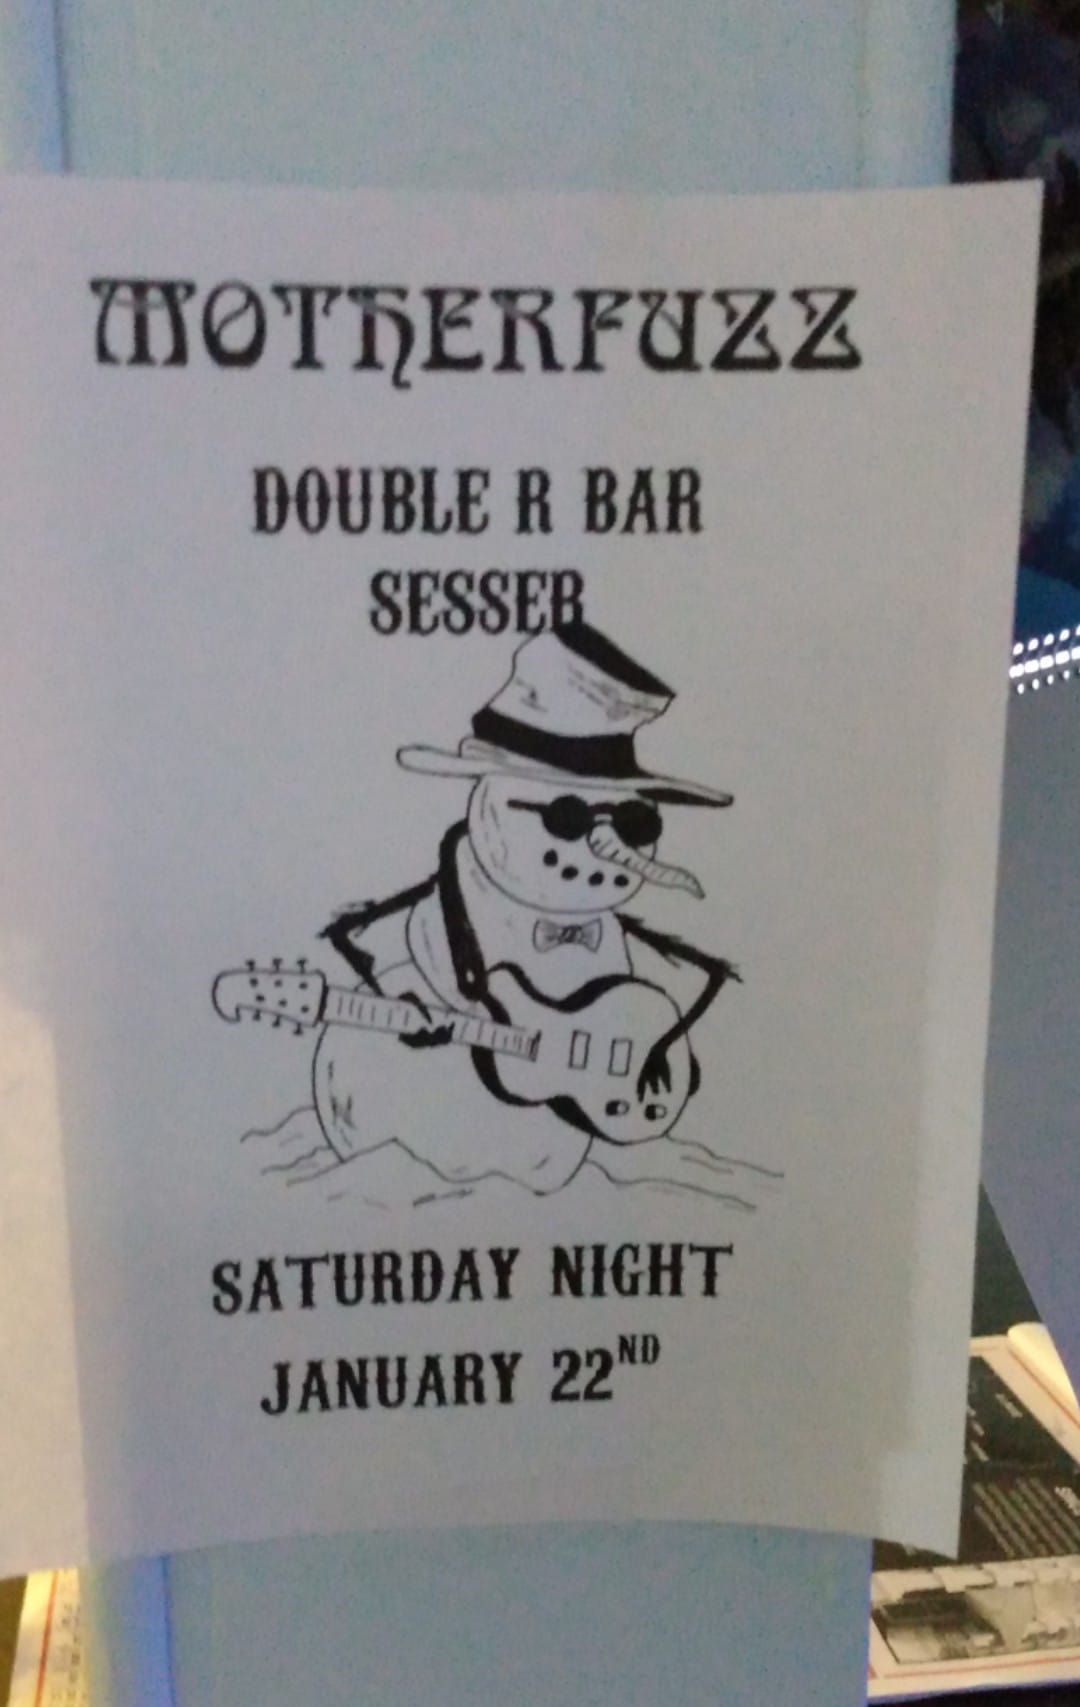 MOTHERFUZZ
DOUBLE R BAR
SESSER
SATURDAY NIGHT
JANUARY 22ND